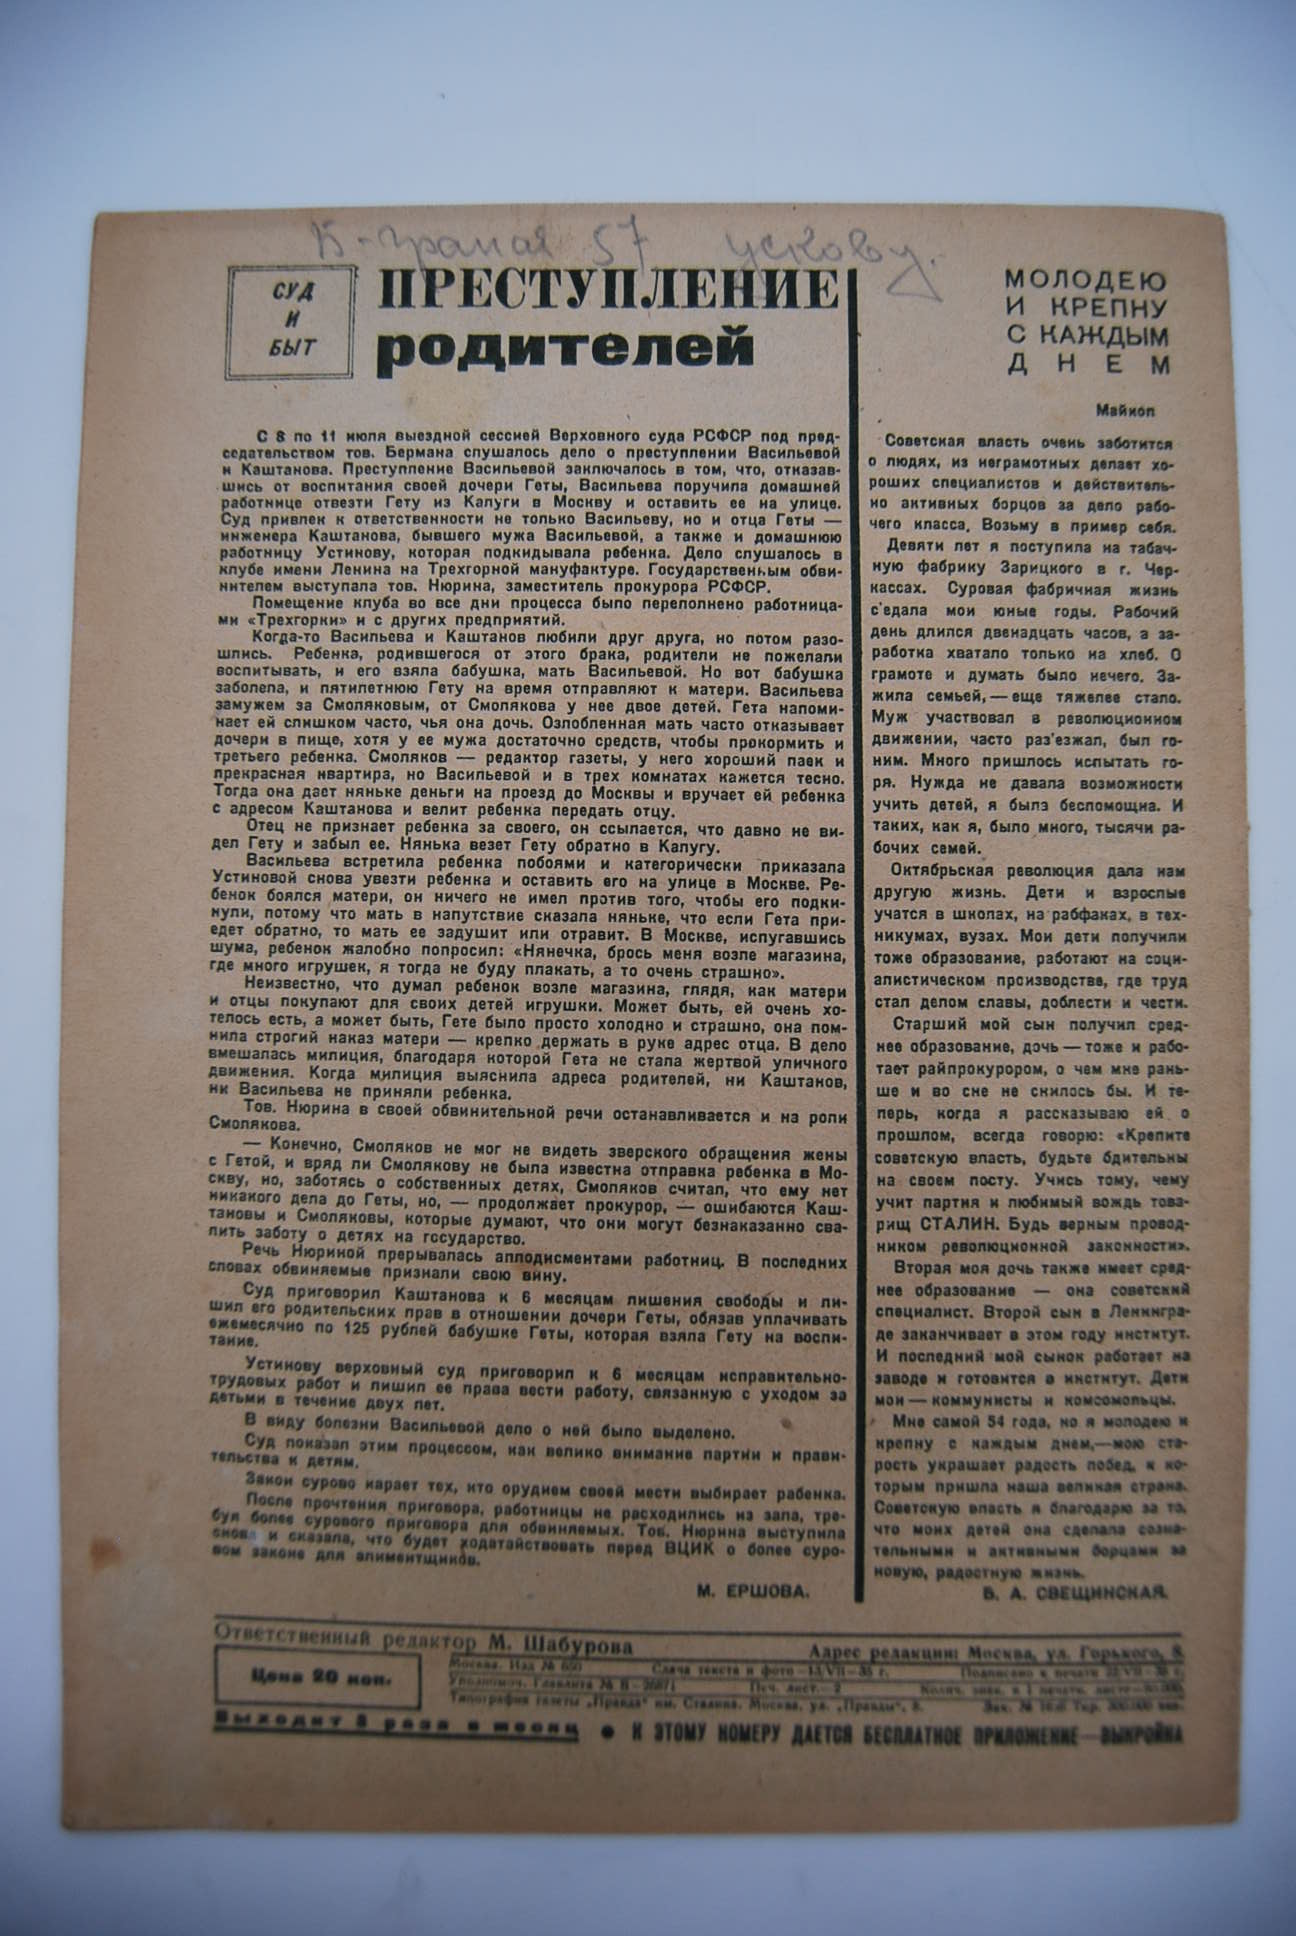 57 Ускову.
СУД
И
БЫТ
ПРЕСТУПЛЕНИЕ
родителей
С 8 по 11 июля выездной сессией Верховного суда РСФСР под пред-
седательством тов. Бермана слушалось дело о преступлении Васильевой
и Каштанова. Преступление Васильевой заключалось в том, что, отказав-
шись от воспитания своей дочери Геты, Васильева поручила домашней
работнице отвезти Гету из Калуги в Москву и оставить ее на улице.
Суд привлек к ответственности не только Васильеву, но и отца Геты —
инженера Каштанова, бывшего мужа Васильевой, а также и домашнюю
работницу Устинову, которая подкидывала ребенка. Дело слушалось в
клубе имени Ленина на Трехгорной мануфактуре. Государственным обви-
нителем выступала тов. Нюрина, заместитель прокурора РСФСР.
Помещение клуба во все дни процесса было переполнено работница-
ми «Трехгорки» и с других предприятий.
Когда-то Васильева и Каштанов любили друг друга, но потом разо-
шлись. Ребенка, родившегося от этого брака, родители не пожелали
воспитывать, и его взяла бабушка, мать Васильевой. Но вот бабушка
заболела, и пятилетнюю Гету на время отправляют к матери. Васильева
замужем за Смоляковым, от Смолякова у нее двое детей. Гета напоми-
нает ей слишком часто, чья она дочь. Озлобленная мать часто отказывает
дочери в пище, хотя у ее мужа достаточно средств, чтобы прокормить и
третьего ребенка. Смоляков — редактор газеты, у него хороший паек и
прекрасная квартира, но Васильевой и в трех комнатах кажется тесно.
Тогда она дает няньке деньги на проезд до Москвы и вручает ей ребенка
с адресом Каштанова и велит ребенка передать отцу.
Отец не признает ребенка за своего, он ссылается, что давно не ви-
дел Гету и забыл ее. Нянька везет Гету обратно в Калугу.
Васильева встретила ребенка побоями и категорически приказала
Устиновой снова увезти ребенка и оставить его на улице в Москве. Ре-
бенок боялся матери, он ничего не имел против того, чтобы его подки-
нули, потому что мать в напутствие сказала няньке, что если Гета при-
едет обратно, то мать ее задушит или отравит. В Москве, испугавшись
шума, ребенок жалобно попросил: «Нянечка, брось меня возле магазина,
где много игрушек, я тогда не буду плакать, а то очень страшно».
Неизвестно, что думал ребенок возле магазина, глядя, как матери
и отцы покупают для своих детей игрушки. Может быть, ей очень хо-
телось есть, а может быть, Гете было просто холодно и страшно, она пом-
нила строгий наказ матери — крепко держать в руке адрес отца. В дело
вмешалась милиция, благодаря которой Гета не стала жертвой уличного
движения. Когда милиция выяснила адреса родителей, ни Каштанов,
ни Васильева не приняли ребенка.
Тов. Нюрина в своей обвинительной речи останавливается и на роли
Смолякова.
— Конечно, Смоляков не мог не видеть зверского обращения жены
с Гетой, и вряд ли Смолякову не была известна отправка ребенка в Мо-
скву, но, заботясь о собственных детях, Смоляков считал, что ему нет
никакого дела до Геты, но, — продолжает прокурор, — ошибаются Каш-
тановы и Смоляковы, которые думают, что они могут безнаказанно сва-
лить заботу о детях на государство.
Речь Нюриной прерывалась аплодисментами работниц. В последних
словах обвиняемые признали свою вину.
Суд приговорил Каштанова к 6 месяцам лишения свободы и ли-
шил его родительских прав в отношении дочери Геты, обязав уплачивать
ежемесячно по 125 рублей бабушке Геты, которая взяла Гету на воспи-
тание.
Устинову верховный суд приговорил к 6 месяцам исправительно-
трудовых работ и лишил ее права вести работу, связанную с уходом за
детьми в течение двух лет.
В виду болезни Васильевой дело о ней было выделено.
Суд показал этим процессом, как велико внимание партии и прави-
тельства к детям.
Закон сурово карает тех, кто орудием своей мести выбирает ребенка.
После прочтения приговора, работницы не расходились из зала, тре-
буя более сурового приговора для обвиняемых. Тов. Нюрина выступила
снова и сказала, что будет ходатайствовать перед ВЦИК о более суро-
вом законе для алиментщиков.
М. ЕРШОВА.
МОЛОДЕЮ
И КРЕПНУ
С КАЖДЫМ
ДНЕМ
Майкоп
Советская власть очень заботится
о людях, из неграмотных делает хо-
роших специалистов и действитель-
но активных борцов за дело рабо-
чего класса. Возьму в пример себя.
Девяти лет я поступила на табач-
ную фабрику Зарицкого в г. Чер-
кассах. Суровая фабричная жизнь
с'едала мои юные годы. Рабочий
день длился двенадцать часов, а за-
работка хватало только на хлеб. О
грамоте и думать было нечего. За-
жила семьей, — еще тяжелее стало.
Муж участвовал в революционном
движении, часто раз'езжал, был го-
ним. Много пришлось испытать го-
ря. Нужда не давала возможности
учить детей, я была беспомощна. И
таких, как я, было много, тысячи ра-
бочих семей.
Октябрьская революция дала нам
другую жизнь. Дети и взрослые
учатся в школах, на рабфаках, в тех-
никумах, вузах. Мои дети получили
тоже образование, работают на соци-
алистическом производстве, где труд
стал делом славы, доблести и чести.
Старший мой сын получил сред-
нее образование, дочь — тоже и рабо-
тает райпрокурором, о чем мне рань-
ше и во сне не снилось бы. И те-
перь, когда я рассказываю ей о
прошлом, всегда говорю: «Крепите
советскую власть, будьте бдительны
на своем посту. Учись тому, чему
учит партия и любимый вождь това-
рищ СТАЛИН. Будь верным провод-
ником революционной законности».
Вторая моя дочь также имеет сред-
нее образование — она советский
специалист. Второй сын в Ленингра-
де заканчивает в этом году институт.
И последний мой сынок работает на
заводе и готовится в институт. Дети
мои — коммунисты и комсомольцы.
Мне самой 54 года, но я молодею и
крепну с каждым днем,—мою ста-
рость украшает радость побед, к ко-
торым пришла наша великая страна.
Советскую власть я благодарю за то,
что моих детей она сделала созна-
тельными и активными борцами за
новую, радостную жизнь.
В. А. СВЕЩИНСКАЯ.
Ответственный редактор М. Шабурова
Адрес редакции: Москва, ул. Горького, 8.
Цена 20 коп.
Москва. Изд № 650 Сдача текста и фото—13/VII—35 г. Подписано к печати
Уполномоч. Главлита № В— Печ. лист.—2 Колич. знак. в 1 печатн. листе—
Типография газеты „Правда“ им. Сталина. Москва, ул. „Правды“, Зак. № Тир.
Выходит 3 раза в месяц ● К ЭТОМУ НОМЕРУ ДАЕТСЯ БЕСПЛАТНОЕ ПРИЛОЖЕНИЕ—ВЫКРОЙКА